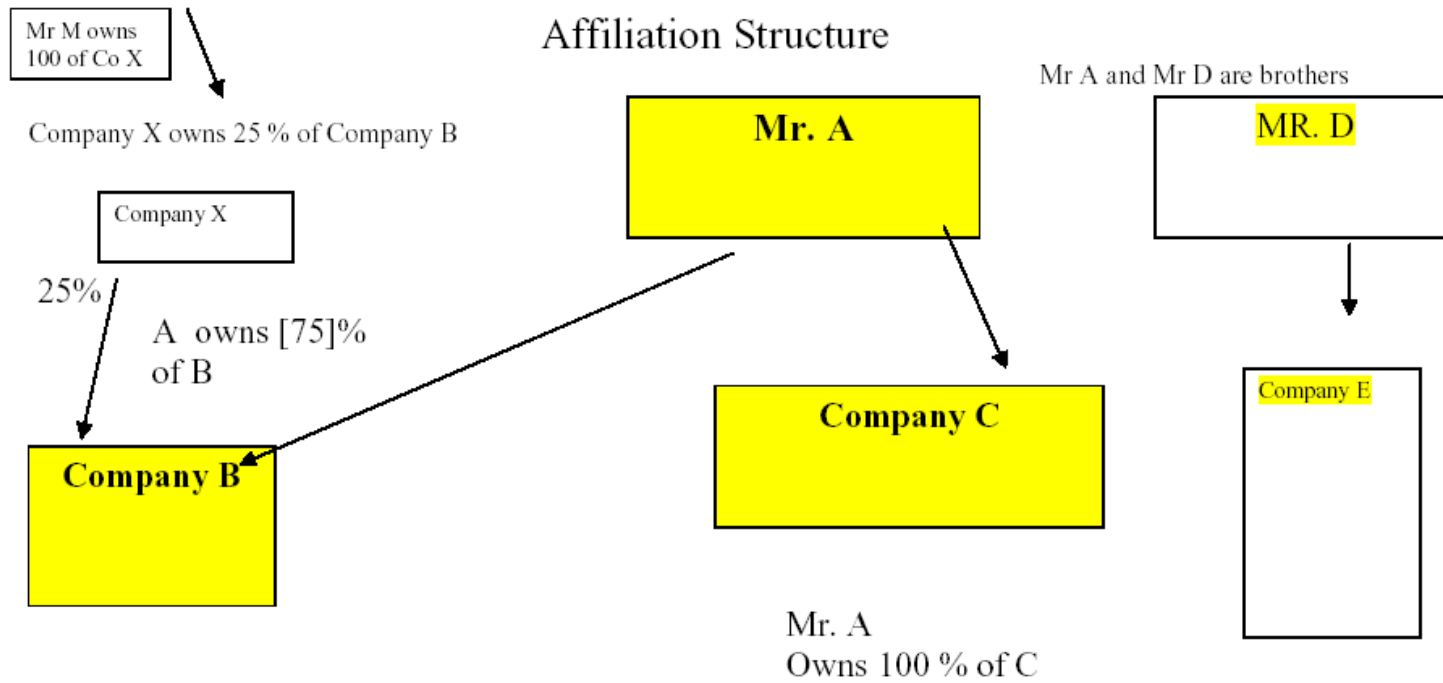 Mr M owns
100 of Co X
Affiliation Structure
Mr A and Mr D are brothers
Company X owns 25 % of Company B
Mr. A
MR. D
Company X
25%
A owns [75]%
of B
Company B
Company C
Company E
Mr. A
Owns 100 % of C